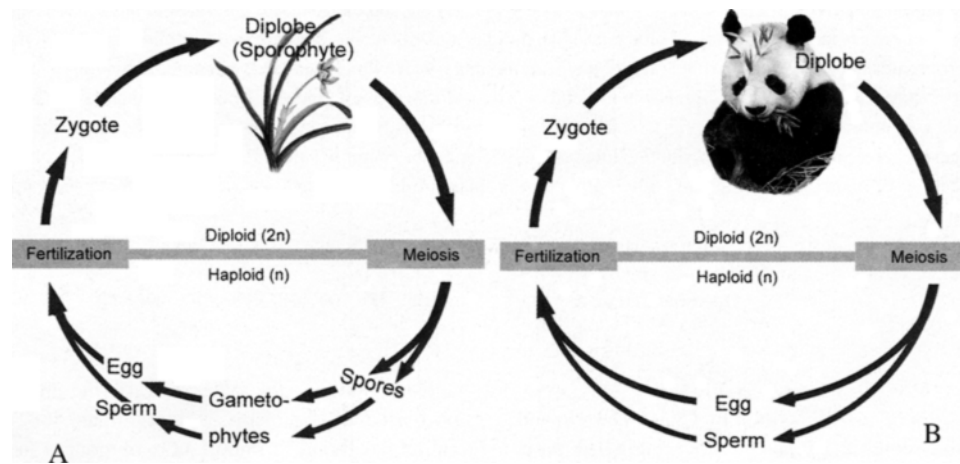 Diplobe
(Sporophyte)
Zygote
Fertilization
Diploid (2n)
Haploid (n)
Meiosis
Egg
Sperm
Gameto-
phytes
Spores
A
Diplobe
Zygote
Fertilization
Diploid (2n)
Haploid (n)
Meiosis
Egg
Sperm
B